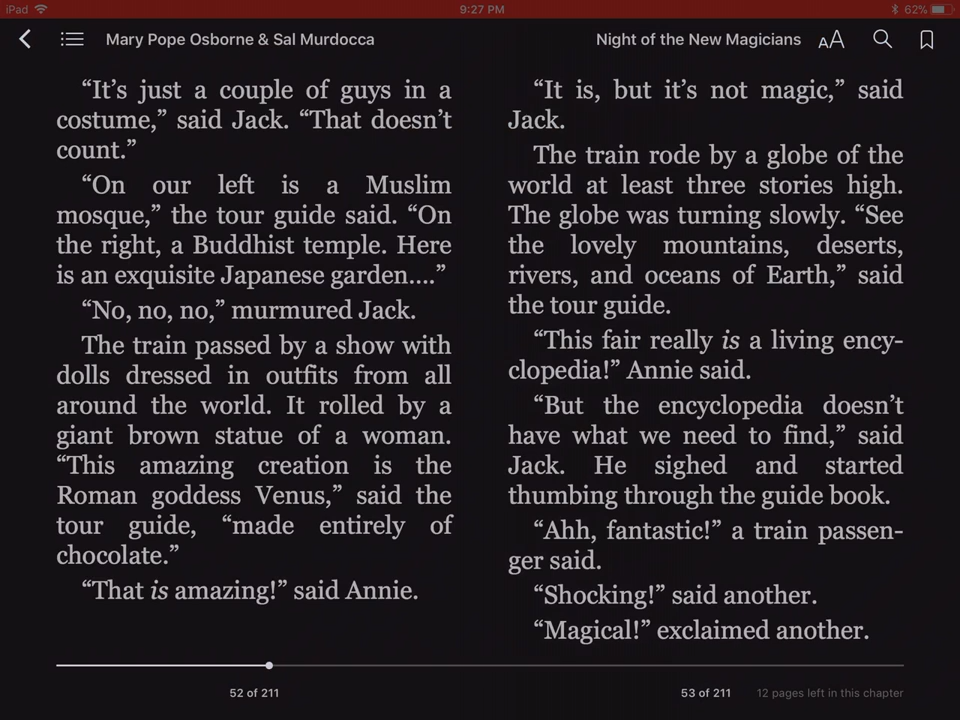 iPad
9:27 PM
62%
Mary Pope Osborne & Sal Murdocca
Night of the New Magicians
AA
“It’s just a couple of guys in a
costume,” said Jack. “That doesn’t
count.”
“On our left is a Muslim
mosque,” the tour guide said. “On
the right, a Buddhist temple. Here
is an exquisite Japanese garden....”
“No, no, no,” murmured Jack.
The train passed by a show with
dolls dressed in outfits from all
around the world. It rolled by a
giant brown statue of a woman.
“This amazing creation is the
Roman goddess Venus,” said the
tour guide, “made entirely of
chocolate.”
“That is amazing!” said Annie.
“It is, but it’s not magic,” said
Jack.
The train rode by a globe of the
world at least three stories high.
The globe was turning slowly. “See
the lovely mountains, deserts,
rivers, and oceans of Earth,” said
the tour guide.
“This fair really is a living ency-
clopedia!” Annie said.
“But the encyclopedia doesn’t
have what we need to find,” said
Jack. He sighed and started
thumbing through the guide book.
“Ahh, fantastic!” a train passen-
ger said.
“Shocking!” said another.
“Magical!” exclaimed another.
52 of 211
53 of 211
12 pages left in this chapter